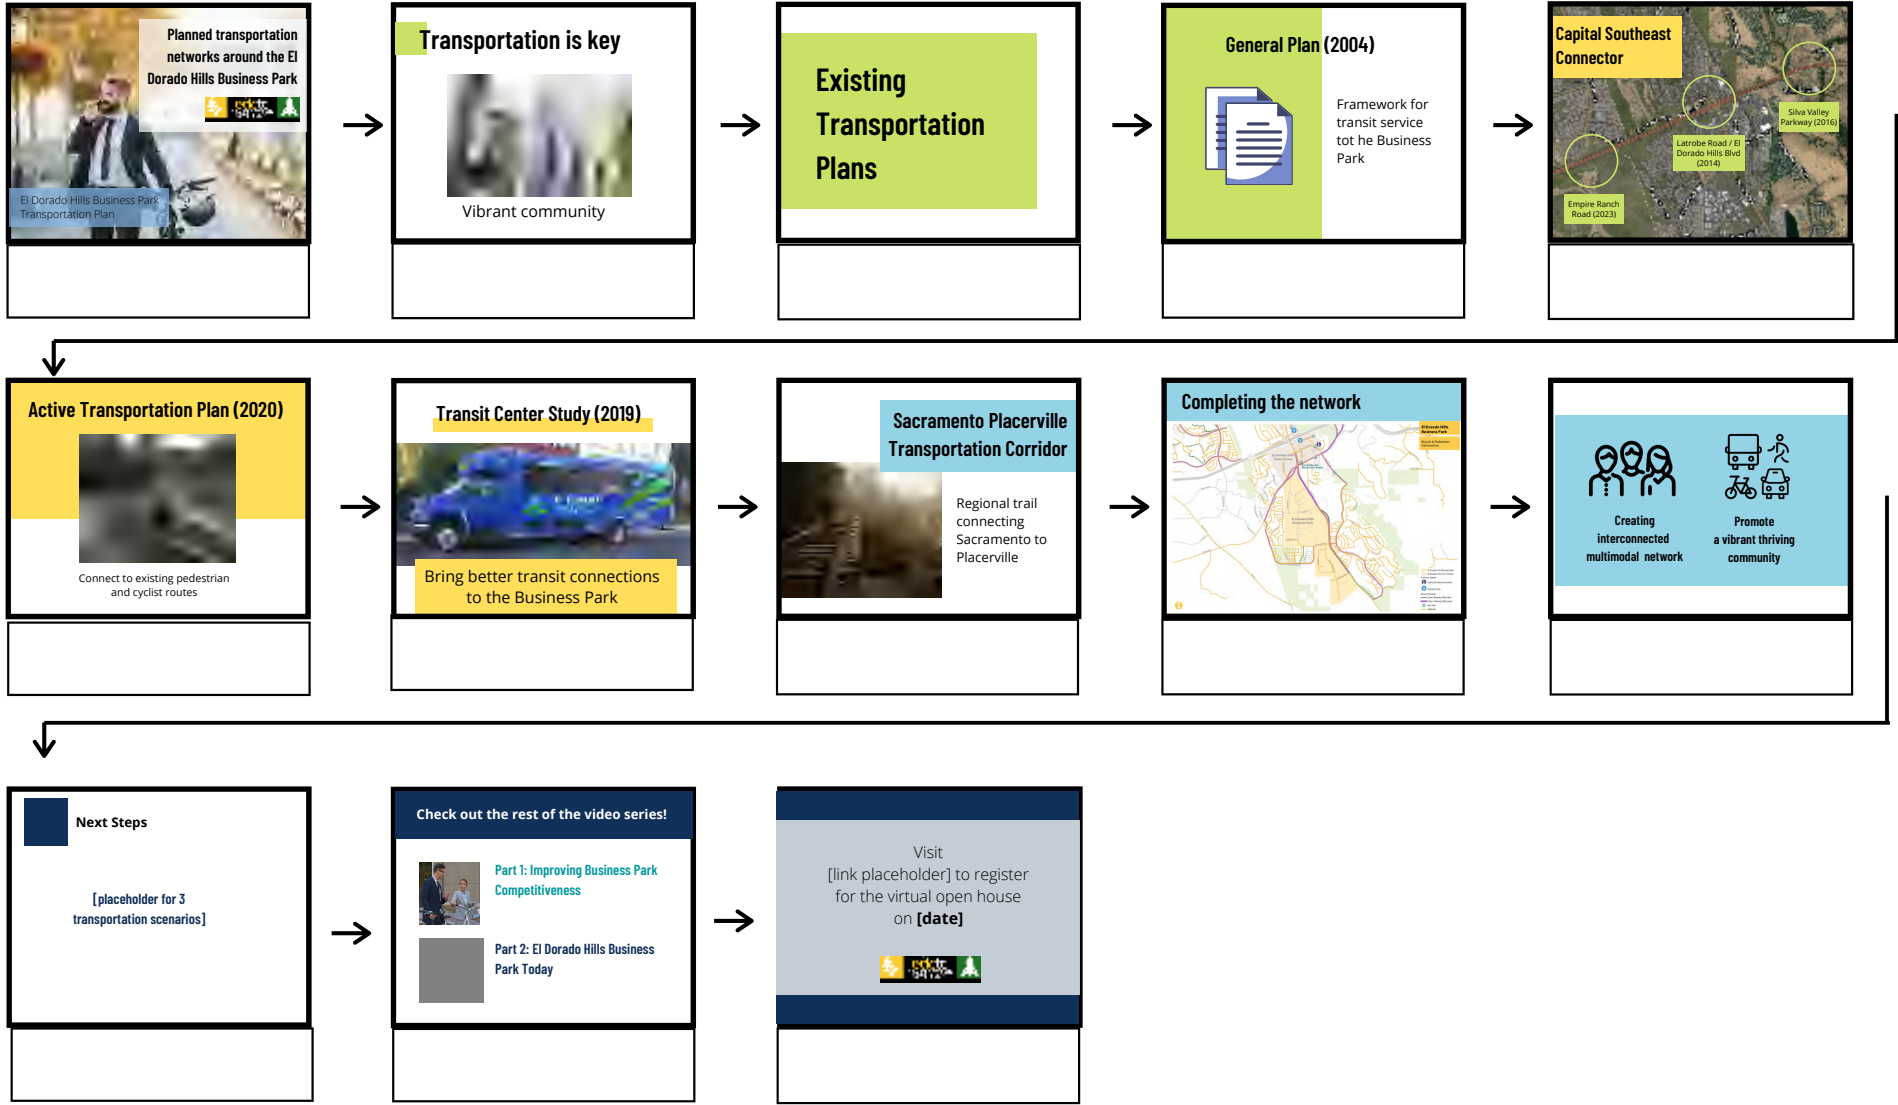 Planned transportation
networks around the El
Dorado Hills Business Park
El Dorado Hills Business Park
Transportation Plan
Transportation is key
Vibrant community
Existing
Transportation
Plans
General Plan (2004)
Framework for
transit service
tot he Business
Park
Capital Southeast
Connector
Silva Valley
Parkway (2016)
Latrobe Road / El
Dorado Hills Blvd
(2014)
Empire Ranch
Road (2023)
Active Transportation Plan (2020)
Connect to existing pedestrian
and cyclist routes
Transit Center Study (2019)
Bring better transit connections
to the Business Park
Sacramento Placerville
Transportation Corridor
Regional trail
connecting
Sacramento to
Placerville
Completing the network
El Dorado Hills
Business Park
Creating
interconnected
multimodal network
Promote
a vibrant thriving
community
Next Steps
[placeholder for 3
transportation scenarios]
Check out the rest of the video series!
Part 1: Improving Business Park
Competitiveness
Part 2: El Dorado Hills Business
Park Today
Visit
[link placeholder] to register
for the virtual open house
on [date]